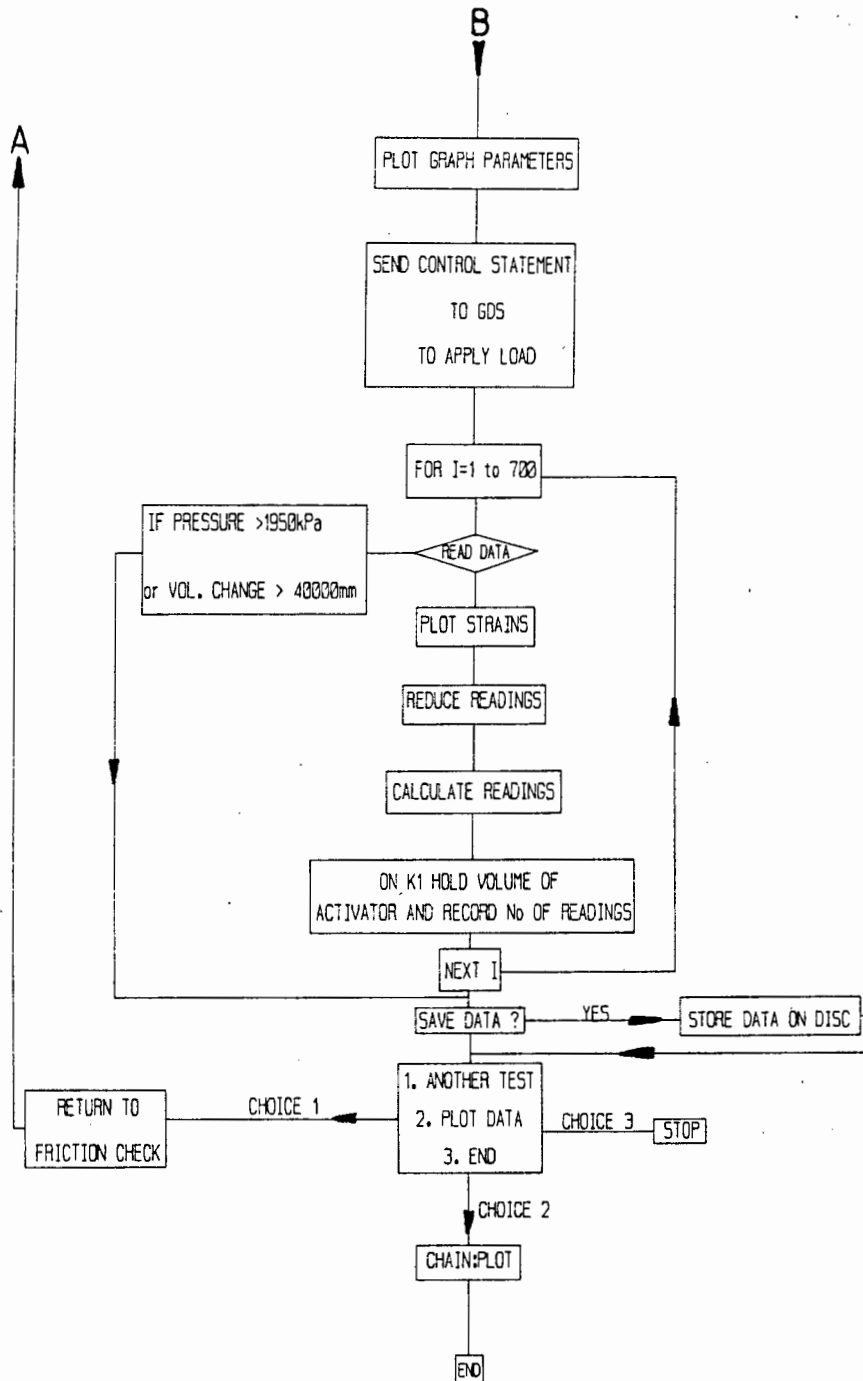 B
A
PLOT GRAPH PARAMETERS
SEND CONTROL STATEMENT
TO GDS
TO APPLY LOAD
FOR I=1 to 700
IF PRESSURE >1950kPa
or VOL. CHANGE > 40000mm
READ DATA
PLOT STRAINS
REDUCE READINGS
CALCULATE READINGS
ON K1 HOLD VOLUME OF
ACTIVATOR AND RECORD No OF READINGS
NEXT I
SAVE DATA ?
YES
STORE DATA ON DISC
1. ANOTHER TEST
2. PLOT DATA
3. END
CHOICE 1
RETURN TO
FRICTION CHECK
CHOICE 3
STOP
CHOICE 2
CHAIN:PLOT
END